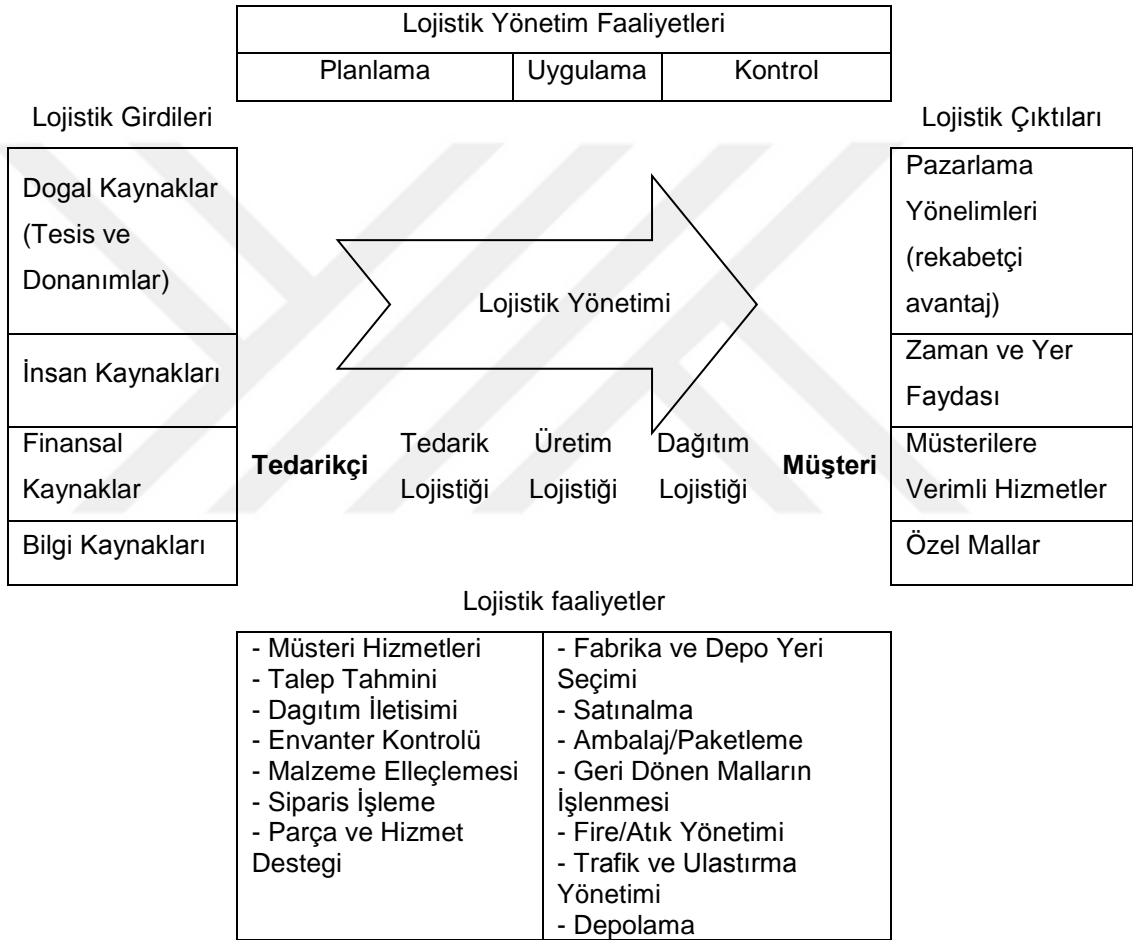 Lojistik Yönetim Faaliyetleri
Planlama
Uygulama
Kontrol
Lojistik Girdileri
Dogal Kaynaklar
(Tesis ve
Donanımlar)
İnsan Kaynakları
Finansal
Kaynaklar
Bilgi Kaynakları
Lojistik Yönetimi
Tedarikçi
Tedarik
Lojistiği
Üretim
Lojistiği
Dağıtım
Lojistiği
Müşteri
Lojistik Çıktıları
Pazarlama
Yönelimleri
(rekabetçi
avantaj)
Zaman ve Yer
Faydası
Müsterilere
Verimli Hizmetler
Özel Mallar
Lojistik faaliyetler
- Müsteri Hizmetleri
- Talep Tahmini
- Dagıtım İletisimi
- Envanter Kontrolü
- Malzeme Elleçlemesi
- Siparis İşleme
- Parça ve Hizmet
Destegi
- Fabrika ve Depo Yeri
Seçimi
- Satınalma
- Ambalaj/Paketleme
- Geri Dönen Malların
İşlenmesi
- Fire/Atık Yönetimi
- Trafik ve Ulastırma
Yönetimi
- Depolama